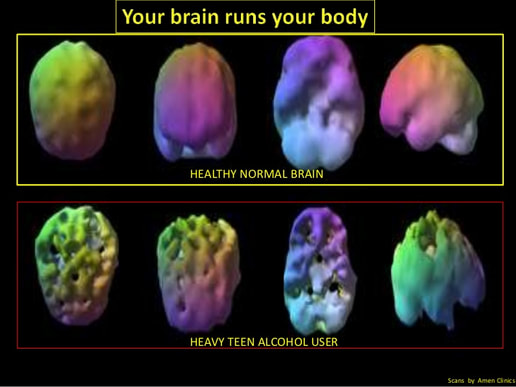 Your brain runs your body
HEALTHY NORMAL BRAIN
HEAVY TEEN ALCOHOL USER
Scans by Amen Clinics